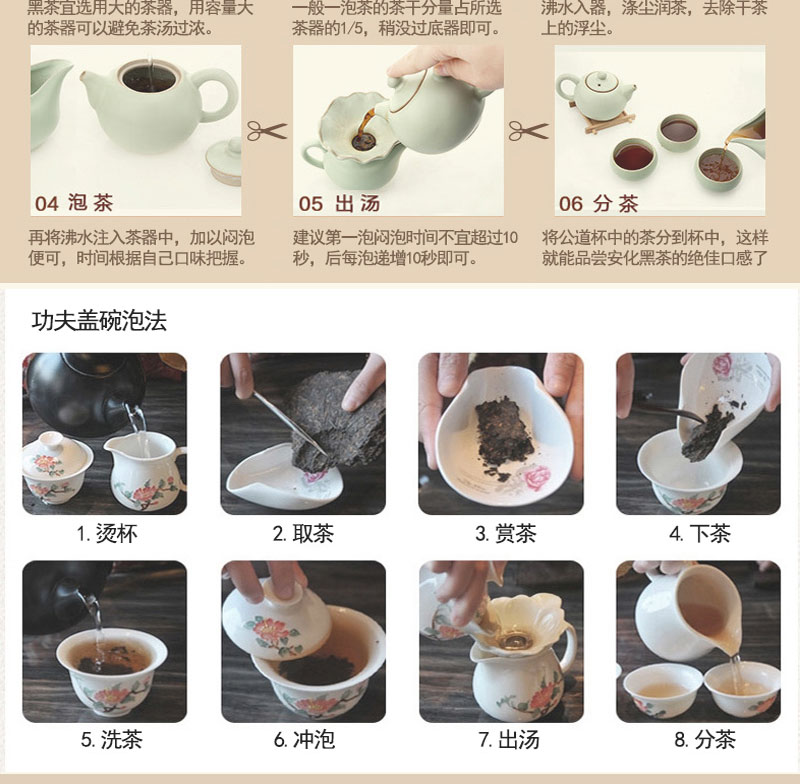 黑茶宜选用大的茶器，用容量大
的茶器可以避免茶汤过浓。
一般一泡茶的茶干分量占所选
茶器的1/5，稍没过底器即可。
沸水入器，涤尘润茶，去除干茶
上的浮尘。
04 泡茶
05 出汤
06 分茶
再将沸水注入茶器中，加以闷泡
便可，时间根据自己口味把握。
建议第一泡闷泡时间不宜超过10
秒，后每泡递增10秒即可。
将公道杯中的茶分到杯中，这样
就能品尝安化黑茶的绝佳口感了
功夫盖碗泡法
1. 烫杯
2. 取茶
3. 赏茶
4. 下茶
5. 洗茶
6. 冲泡
7. 出汤
8. 分茶